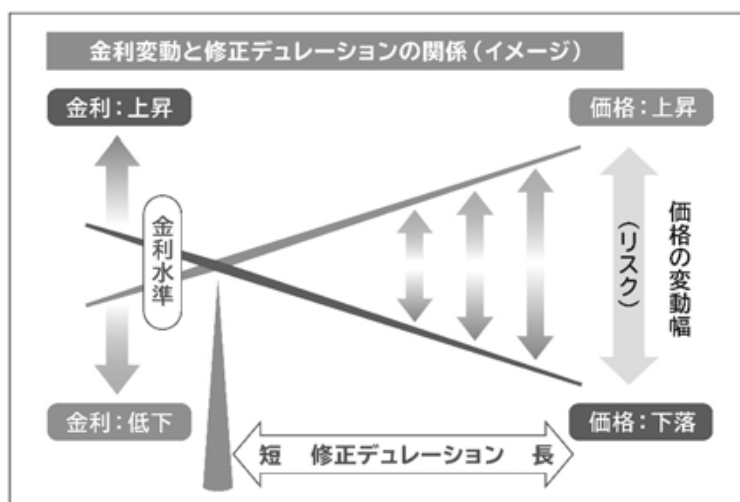 金利変動と修正デュレーションの関係（イメージ）
金利：上昇
価格：上昇
金利水準
価格の変動幅
（リスク）
金利：低下
価格：下落
短　修正デュレーション　長